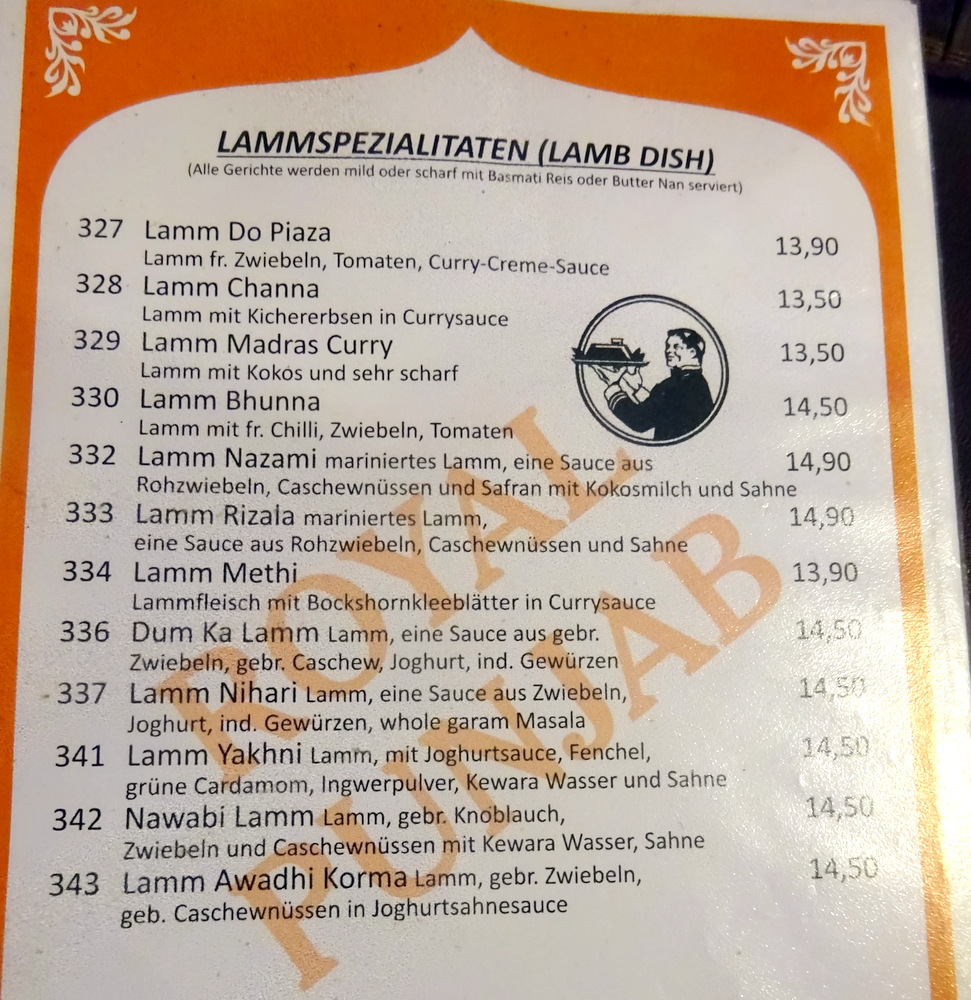 LAMMSPEZIALITATEN (LAMB DISH)
(Alle Gerichte werden mild oder scharf mit Basmati Reis oder Butter Nan serviert)
327 Lamm Do Piaza 13,90
Lamm fr. Zwiebeln, Tomaten, Curry-Creme-Sauce
328 Lamm Channa 13,50
Lamm mit Kichererbsen in Currysauce
329 Lamm Madras Curry 13,50
Lamm mit Kokos und sehr scharf
330 Lamm Bhunna 14,50
Lamm mit fr. Chilli, Zwiebeln, Tomaten
332 Lamm Nazami mariniertes Lamm, eine Sauce aus 14,90
Rohzwiebeln, Caschewnüssen und Safran mit Kokosmilch und Sahne
333 Lamm Rizala mariniertes Lamm, 14,90
eine Sauce aus Rohzwiebeln, Caschewnüssen und Sahne
334 Lamm Methi 13,90
Lammfleisch mit Bockshornkleeblätter in Currysauce
336 Dum Ka Lamm Lamm, eine Sauce aus gebr. 14,50
Zwiebeln, gebr. Caschew, Joghurt, ind. Gewürzen
337 Lamm Nihari Lamm, eine Sauce aus Zwiebeln, 14,50
Joghurt, ind. Gewürzen, whole garam Masala
341 Lamm Yakhni Lamm, mit Joghurtsauce, Fenchel, 14,50
grüne Cardamom, Ingwerpulver, Kewara Wasser und Sahne
342 Nawabi Lamm Lamm, gebr. Knoblauch, 14,50
Zwiebeln und Caschewnüssen mit Kewara Wasser, Sahne
343 Lamm Awadhi Korma Lamm, gebr. Zwiebeln, 14,50
geb. Caschewnüssen in Joghurtsahnesauce
ROYAL
PUNJAB